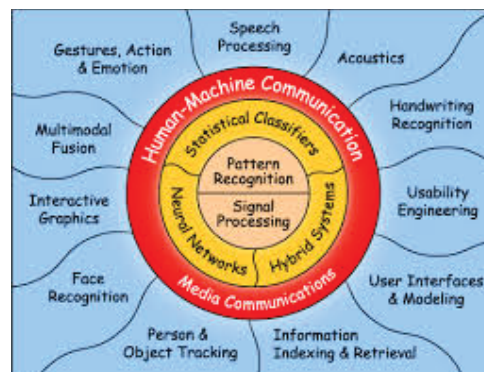 Speech
Processing
Acoustics
Handwriting
Recognition
Usability
Engineering
User Interfaces
& Modeling
Information
Indexing & Retrieval
Person &
Object Tracking
Face
Recognition
Interactive
Graphics
Multimodal
Fusion
Gestures, Action
& Emotion
Human-Machine Communication
Media Communications
Statistical Classifiers
Hybrid Systems
Neural Networks
Pattern
Recognition
Signal
Processing